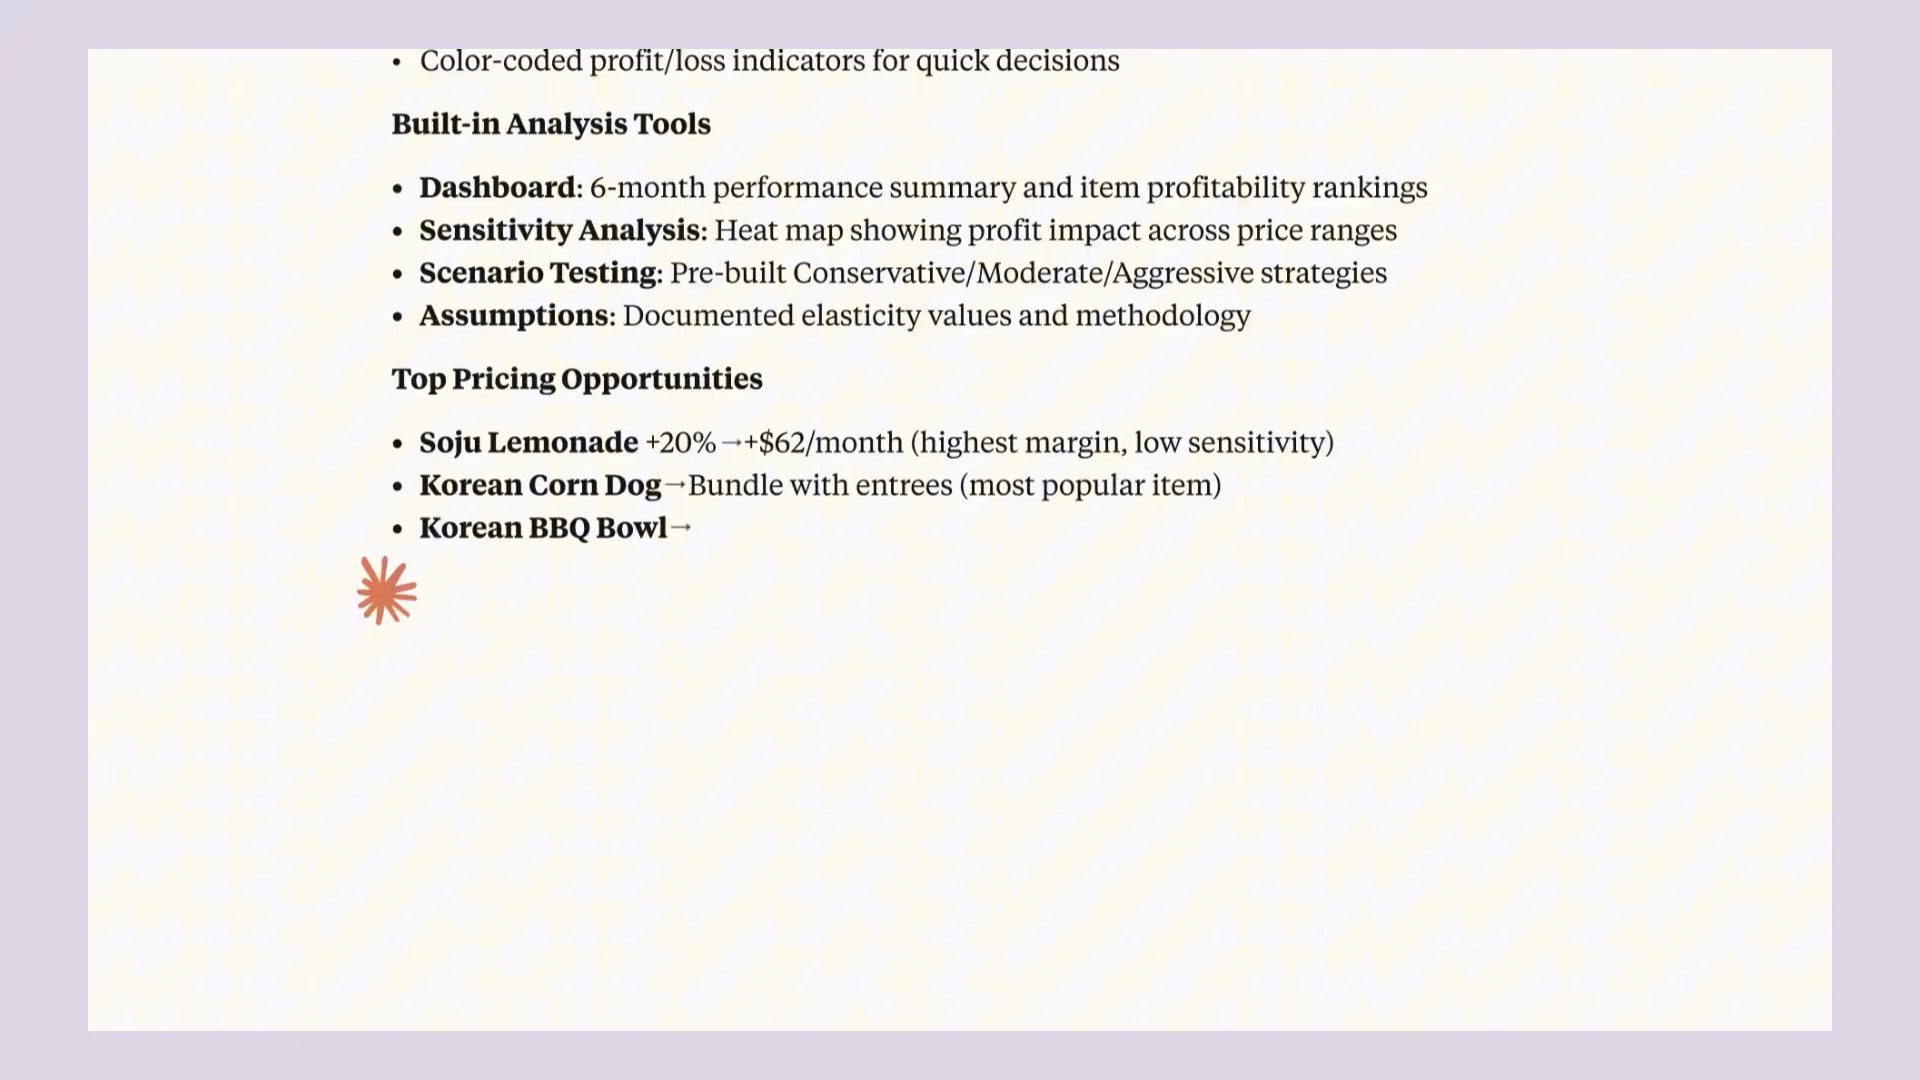 • Color-coded profit/loss indicators for quick decisions
Built-in Analysis Tools
• Dashboard: 6-month performance summary and item profitability rankings
• Sensitivity Analysis: Heat map showing profit impact across price ranges
• Scenario Testing: Pre-built Conservative/Moderate/Aggressive strategies
• Assumptions: Documented elasticity values and methodology
Top Pricing Opportunities
• Soju Lemonade +20% →+$62/month (highest margin, low sensitivity)
• Korean Corn Dog→Bundle with entrees (most popular item)
• Korean BBQ Bowl→